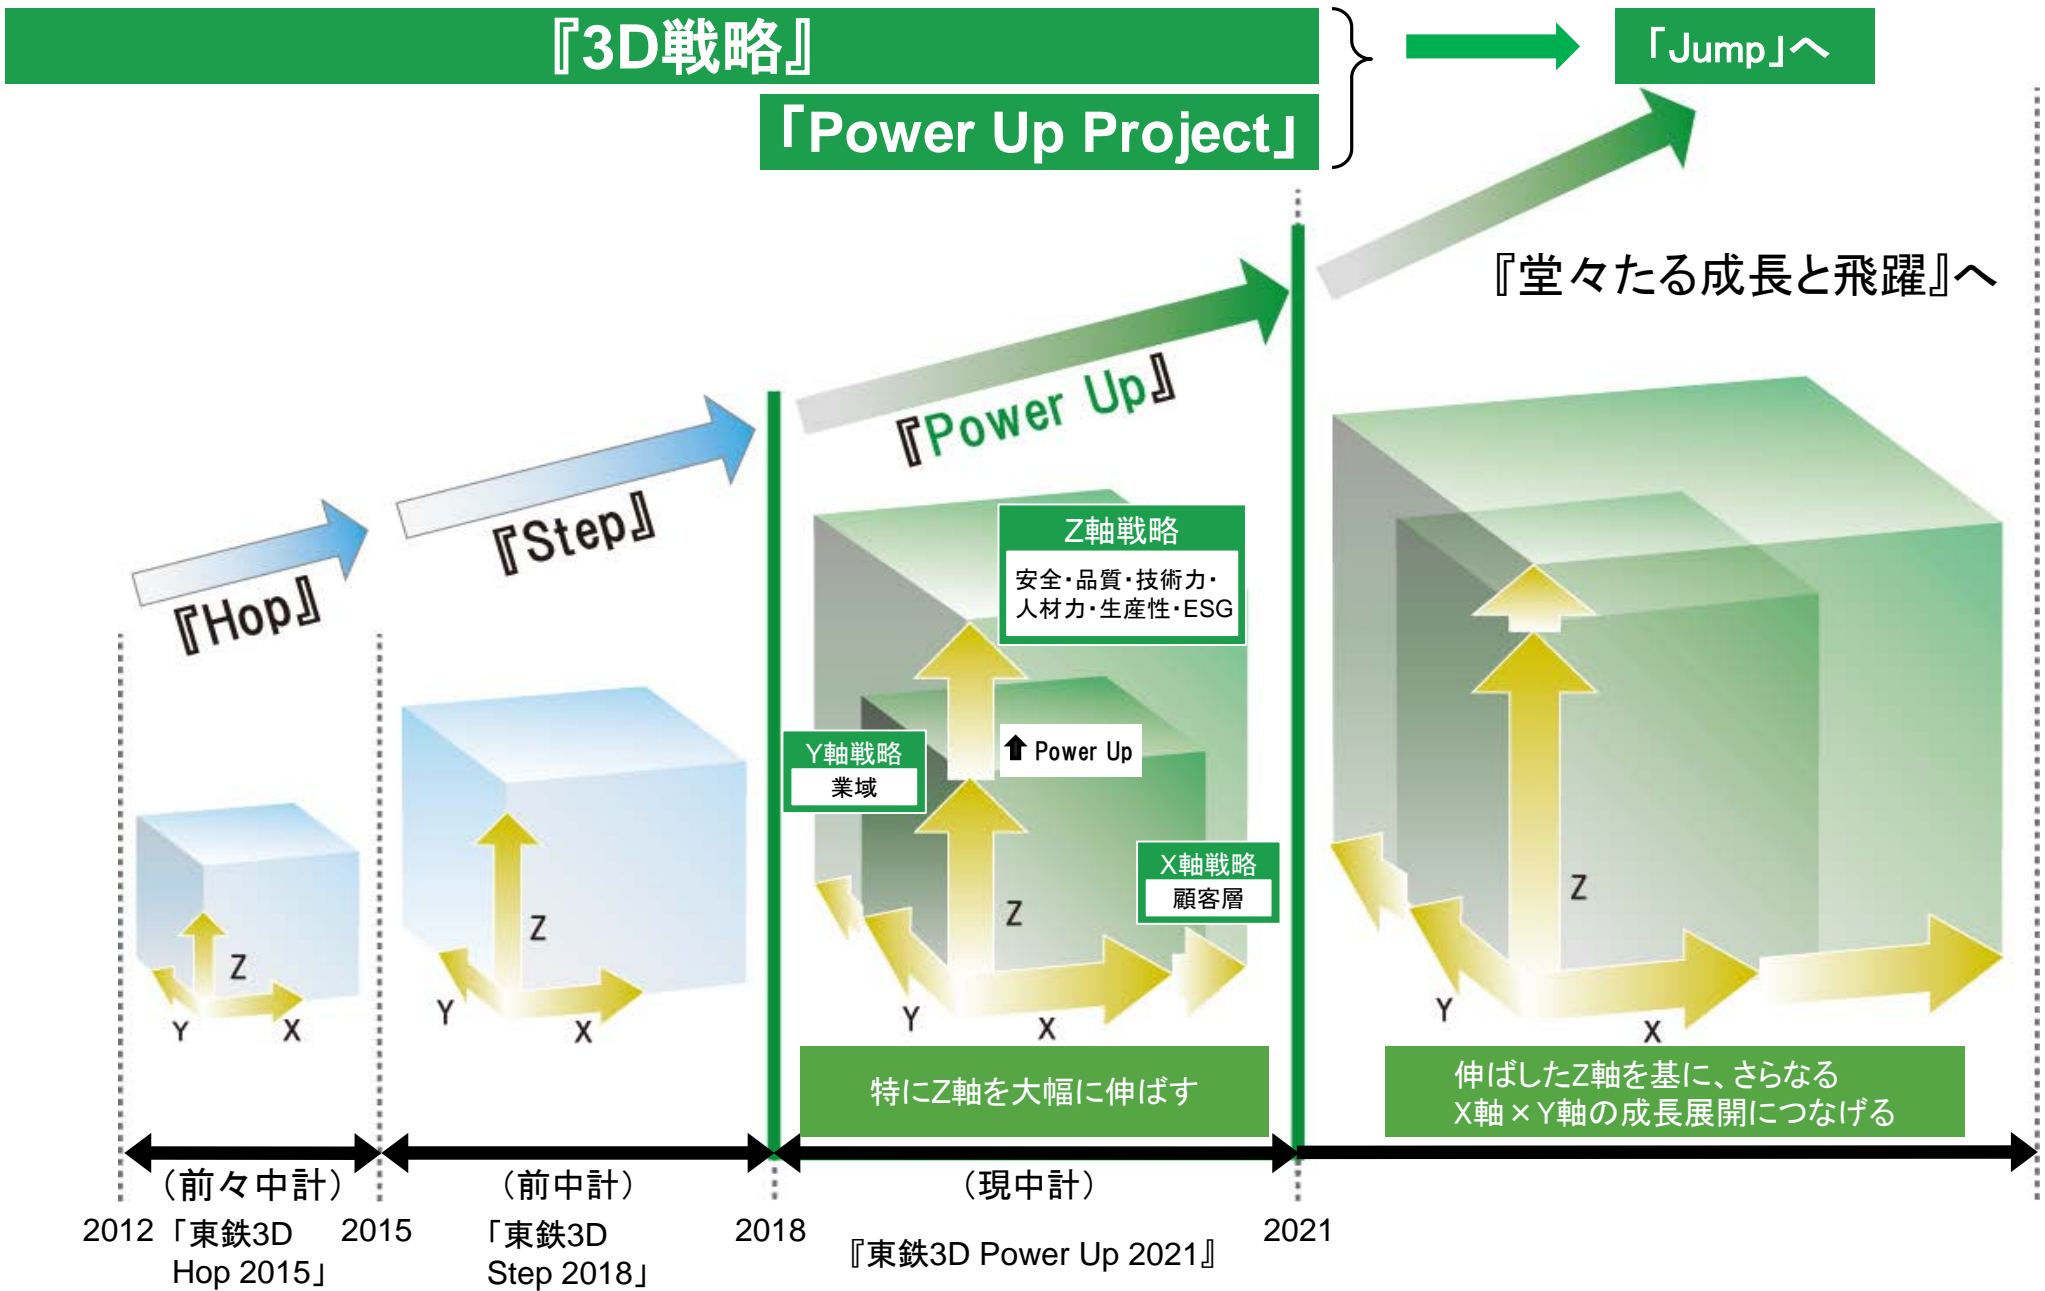 『3D戦略』
「Jump」へ
「Power Up Project」
『堂々たる成長と飛躍』へ
『Power Up』
『Step』
『Hop』
Z軸戦略
安全・品質・技術力・
人材力・生産性・ESG
Y軸戦略
業域
⬆ Power Up
X軸戦略
顧客層
Z
Y
X
Z
Y
X
Z
Y
X
Z
Y
X
特にZ軸を大幅に伸ばす
伸ばしたZ軸を基に、さらなる
X軸×Y軸の成長展開につなげる
（前々中計）
（前中計）
（現中計）
2012
「東鉄3D
Hop 2015」
2015
「東鉄3D
Step 2018」
2018
『東鉄3D Power Up 2021』
2021